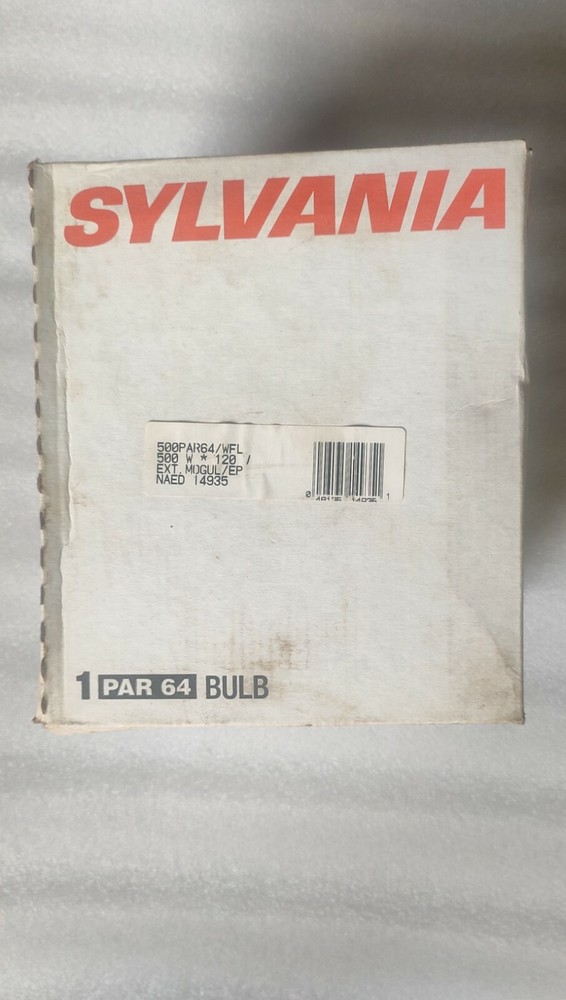 SYLVANIA
500PAR64/WFL
500 W * 120 /
EXT.MOGUL/EP
NAED 14935
1 PAR 64 BULB